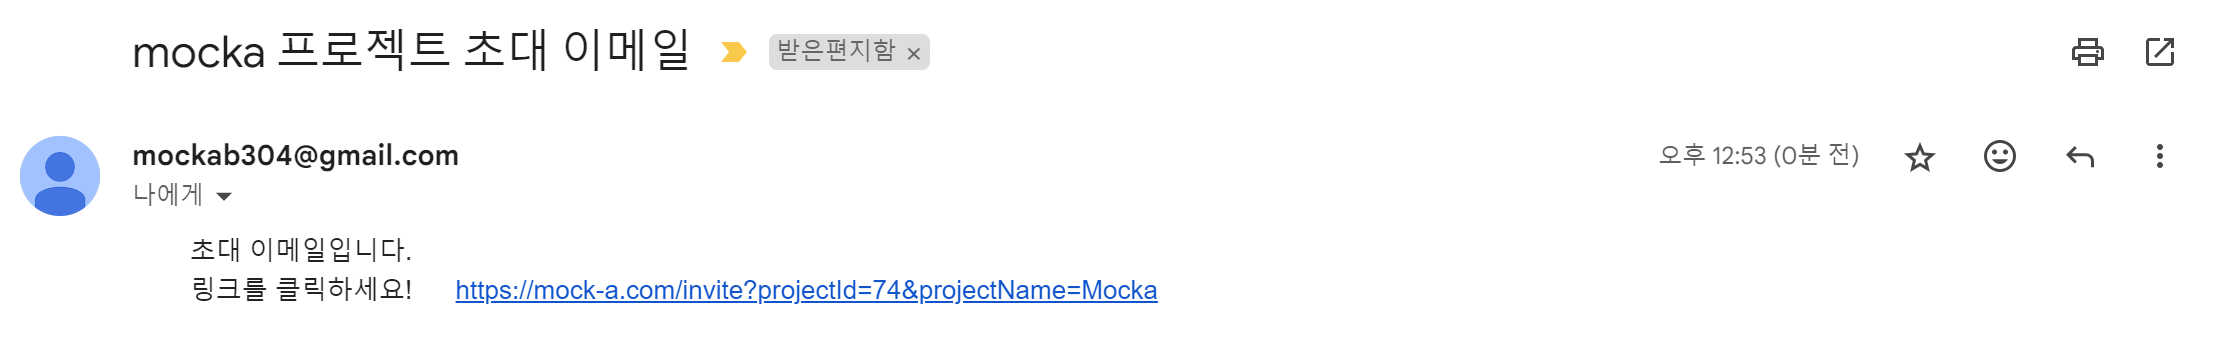 mocka 프로젝트 초대 이메일 받은편지함 ×
mockab304@gmail.com 오후 12:53 (0분 전)
나에게
초대 이메일입니다.
링크를 클릭하세요! https://mock-a.com/invite?projectId=74&projectName=Mocka